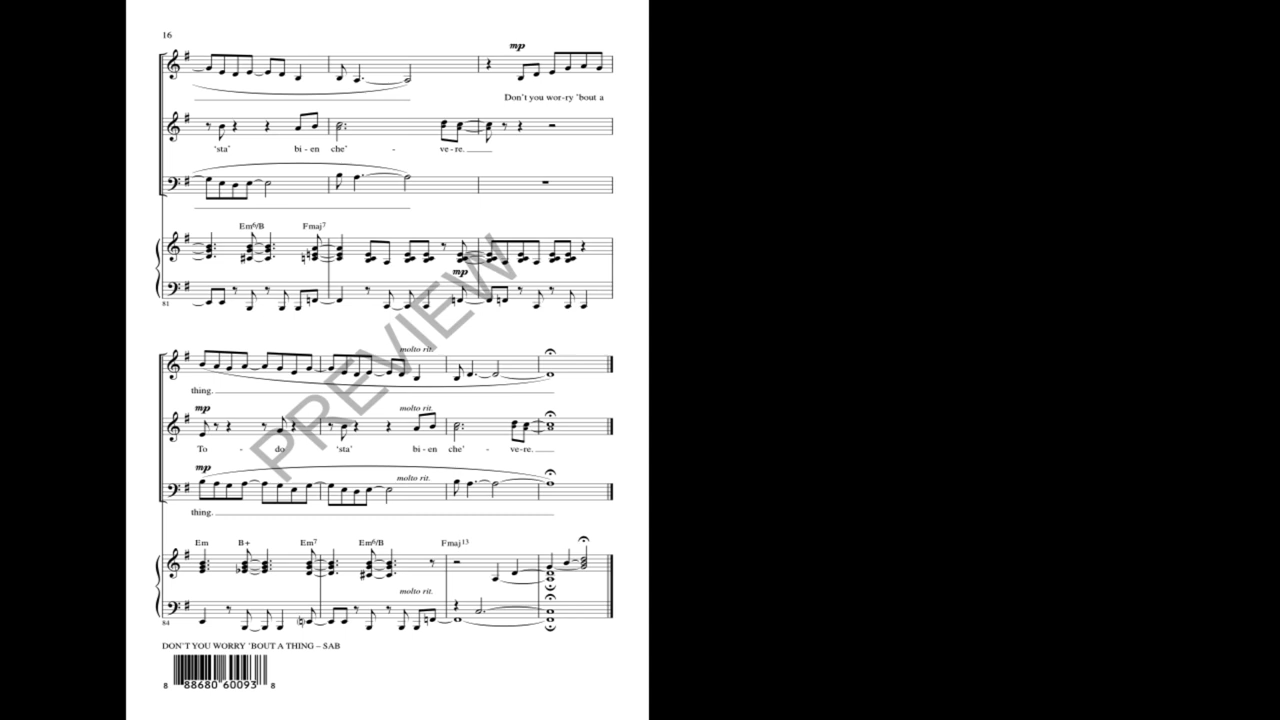 16
mp
Don't you wor-ry 'bout a
'sta' bi - en che' - ve - re.
Em6/B Fmaj7
mp
81
PREVIEW
molto rit.
thing.
mp molto rit.
To - do 'sta' bi - en che' - ve-re.
mp molto rit.
thing.
Em B+ Em7 Em6/B Fmaj13
molto rit.
84
DON'T YOU WORRY 'BOUT A THING – SAB
8 88680 60093 8